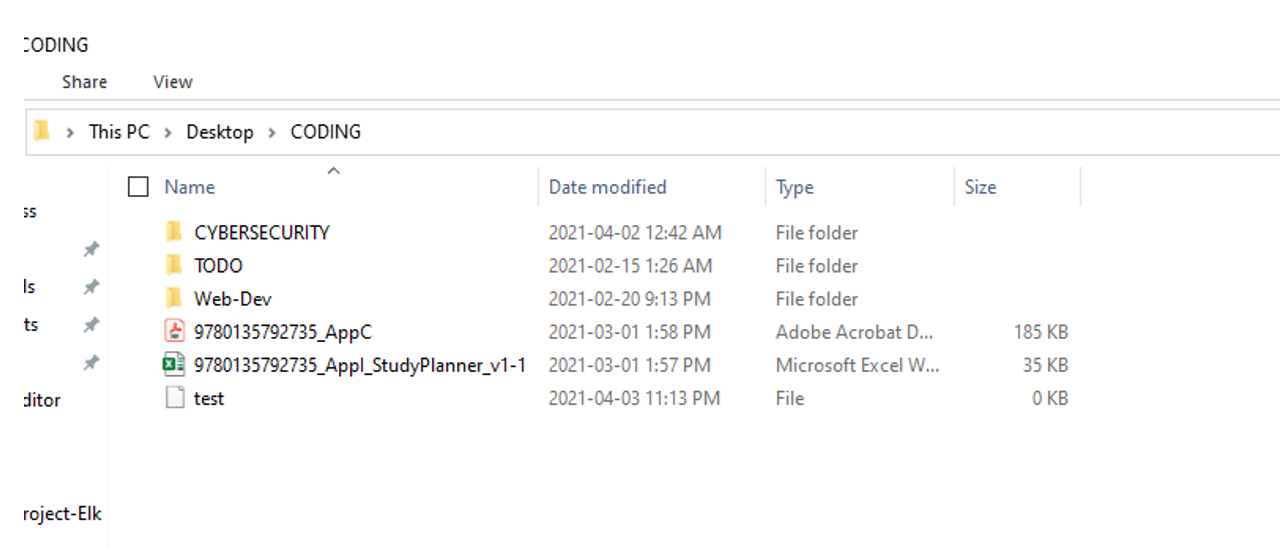 CODING
Share View
This PC Desktop CODING
Name Date modified Type Size
ss
CYBERSECURITY 2021-04-02 12:42 AM File folder
TODO 2021-02-15 1:26 AM File folder
ls
Web-Dev 2021-02-20 9:13 PM File folder
ts
9780135792735_AppC 2021-03-01 1:58 PM Adobe Acrobat D... 185 KB
9780135792735_AppI_StudyPlanner_v1-1 2021-03-01 1:57 PM Microsoft Excel W... 35 KB
ditor
test 2021-04-03 11:13 PM File 0 KB
roject-Elk